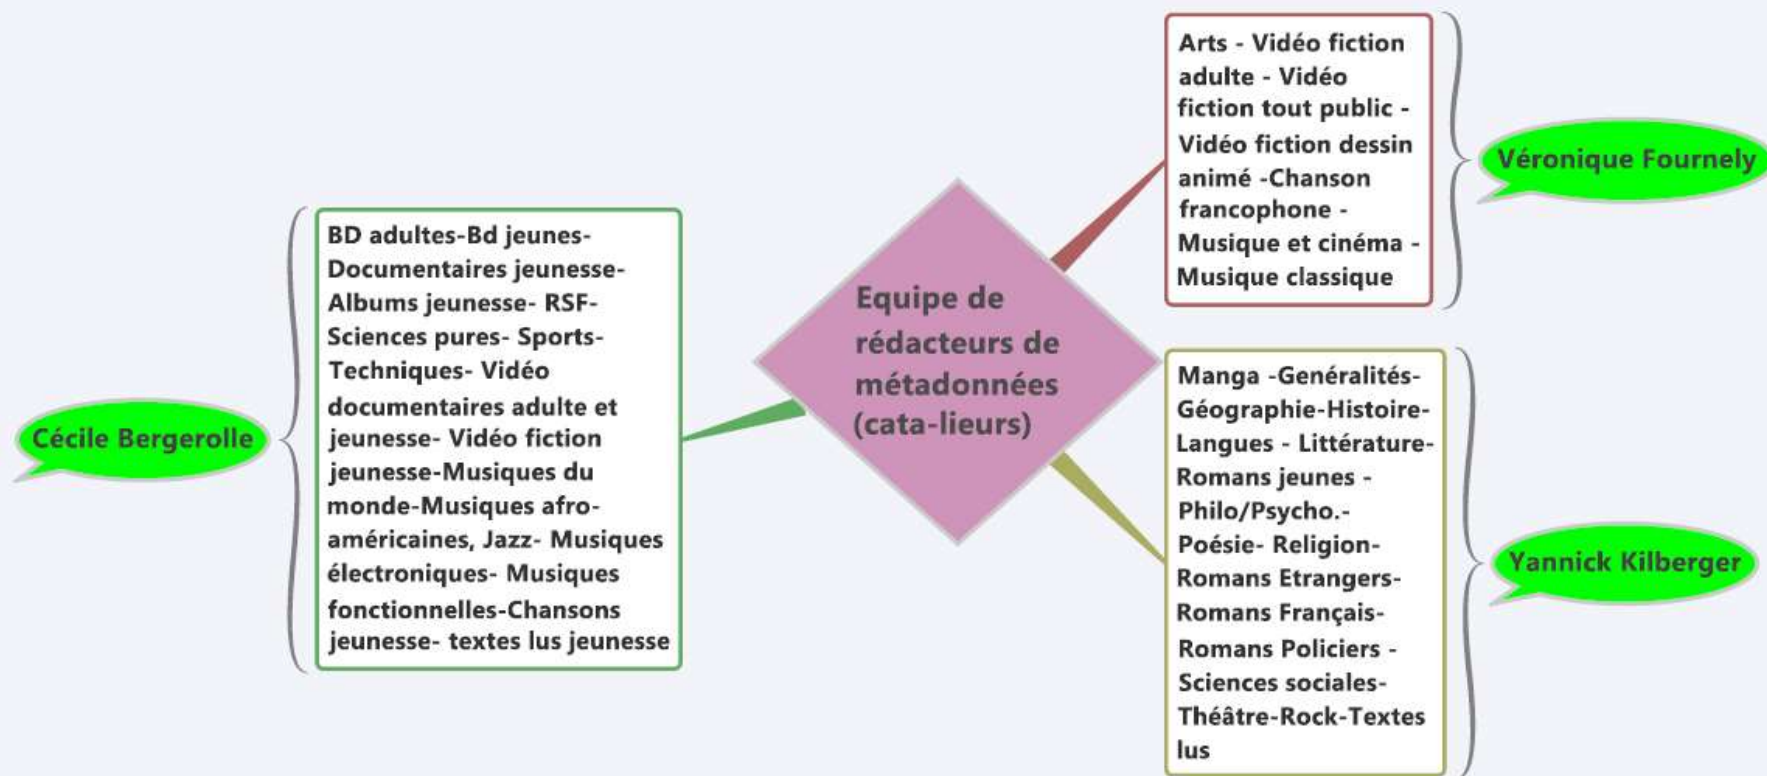 Cécile Bergerolle
BD adultes-Bd jeunes-
Documentaires jeunesse-
Albums jeunesse- RSF-
Sciences pures- Sports-
Techniques- Vidéo
documentaires adulte et
jeunesse- Vidéo fiction
jeunesse-Musiques du
monde-Musiques afro-
américaines, Jazz- Musiques
électroniques- Musiques
fonctionnelles-Chansons
jeunesse- textes lus jeunesse
Equipe de
rédacteurs de
métadonnées
(cata-lieurs)
Arts - Vidéo fiction
adulte - Vidéo
fiction tout public -
Vidéo fiction dessin
animé -Chanson
francophone -
Musique et cinéma -
Musique classique
Véronique Fournely
Manga -Genéralités-
Géographie-Histoire-
Langues - Littérature-
Romans jeunes -
Philo/Psycho.-
Poésie- Religion-
Romans Etrangers-
Romans Français-
Romans Policiers -
Sciences sociales-
Théâtre-Rock-Textes
lus
Yannick Kilberger